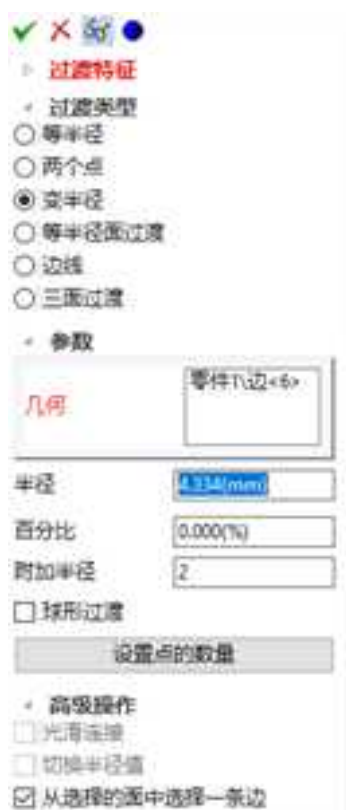 过渡特征
过渡类型
等半径
两个点
变半径
等半径面过渡
边线
三面过渡
参数
几何
零件1\边<6>
半径 4.334(mm)
百分比 0.000(%)
附加半径 2
球形过渡
设置点的数量
高级操作
光滑连接
切换半径值
从选择的面中选择一条边